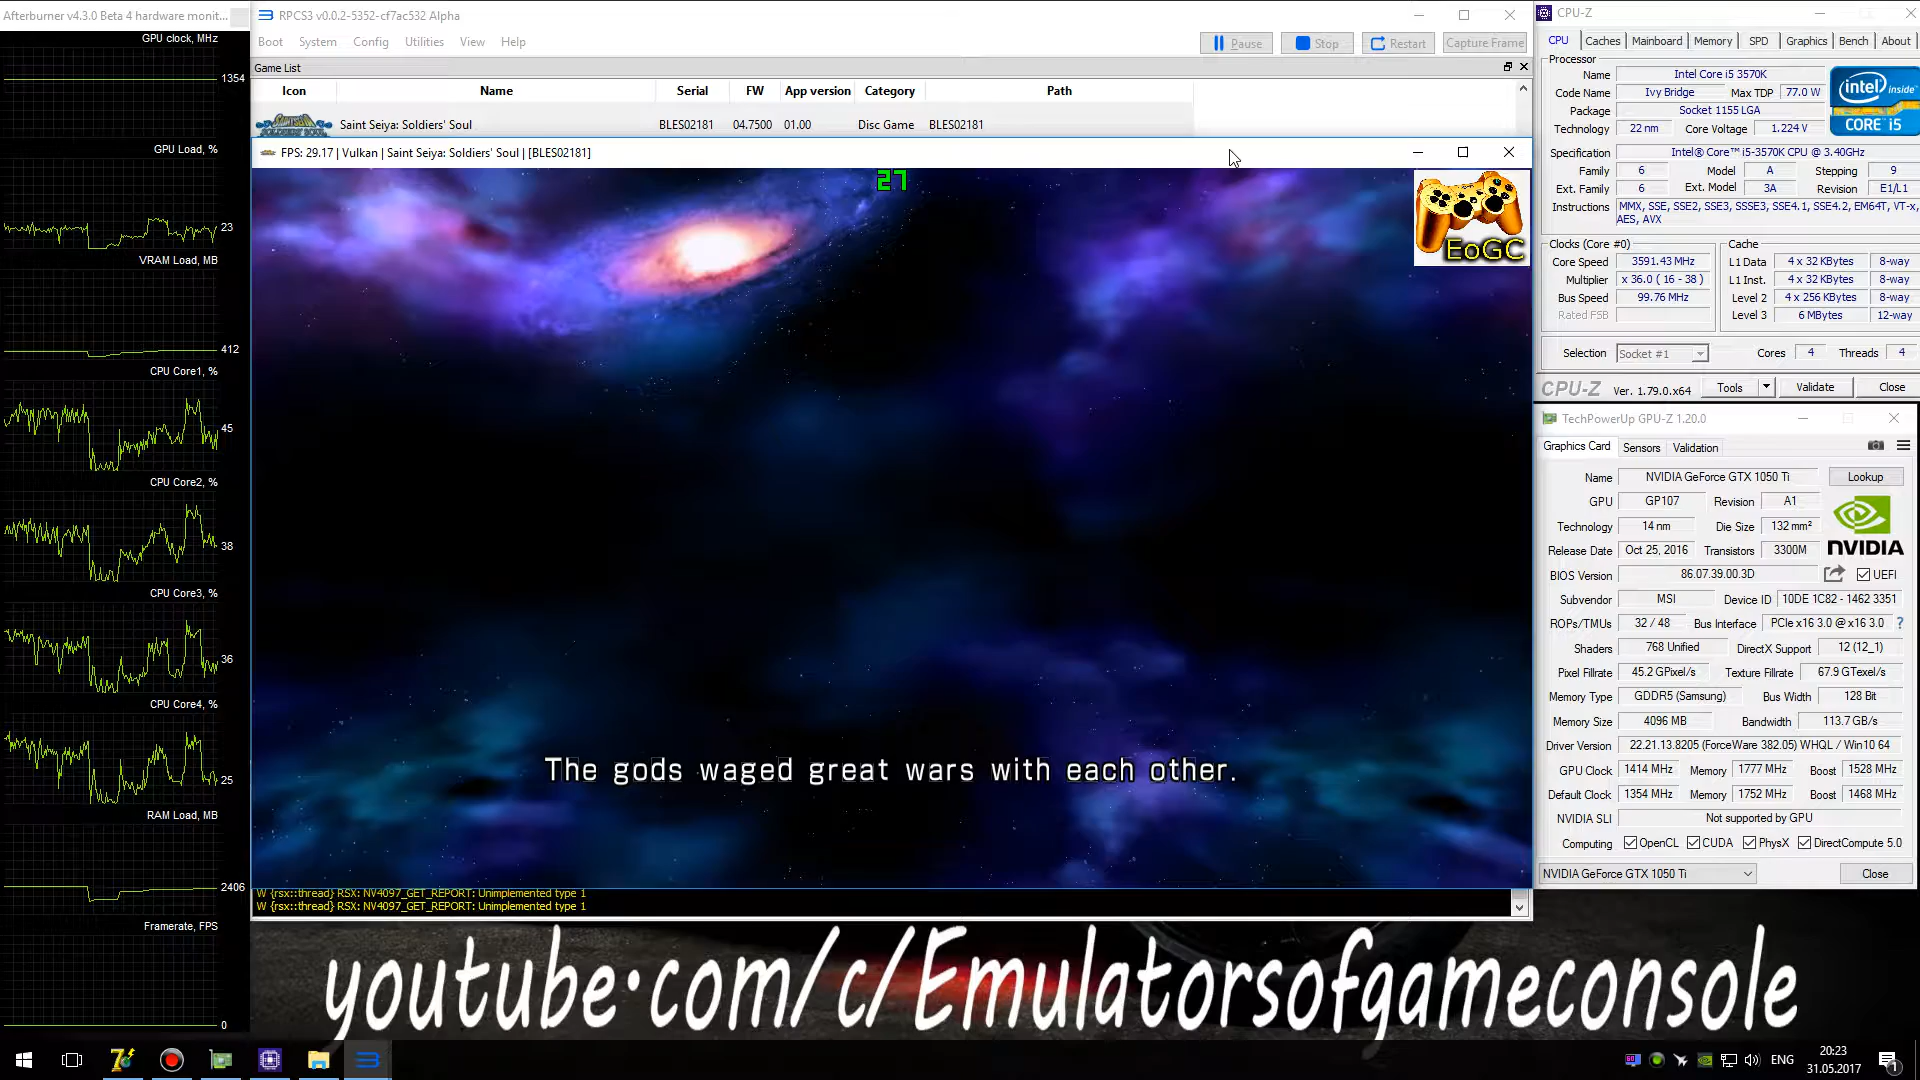 Afterburner v4.3.0 Beta 4 hardware monit...
GPU clock, MHz
1354
GPU Load, %
23
VRAM Load, MB
412
CPU Core1, %
45
CPU Core2, %
38
CPU Core3, %
36
CPU Core4, %
25
RAM Load, MB
2406
Framerate, FPS
0
RPCS3 v0.0.2-5352-cf7ac532 Alpha
Boot System Config Utilities View Help
Pause Stop Restart Capture Frame
Game List
Icon Name Serial FW App version Category Path
Saint Seiya: Soldiers' Soul BLES02181 04.7500 01.00 Disc Game BLES02181
FPS: 29.17 | Vulkan | Saint Seiya: Soldiers' Soul | [BLES02181]
27
EoGC
The gods waged great wars with each other.
W {rsx::thread} RSX: NV4097_GET_REPORT: Unimplemented type 1
W {rsx::thread} RSX: NV4097_GET_REPORT: Unimplemented type 1
youtube.com/c/Emulatorsofgameconsole
CPU-Z
CPU Caches Mainboard Memory SPD Graphics Bench About
Processor
Name Intel Core i5 3570K
Code Name Ivy Bridge Max TDP 77.0 W
Package Socket 1155 LGA
Technology 22 nm Core Voltage 1.224 V
intel inside
CORE i5
Specification Intel® Core™ i5-3570K CPU @ 3.40GHz
Family 6 Model A Stepping 9
Ext. Family 6 Ext. Model 3A Revision E1/L1
Instructions MMX, SSE, SSE2, SSE3, SSSE3, SSE4.1, SSE4.2, EM64T, VT-x,
AES, AVX
Clocks (Core #0) Cache
Core Speed 3591.43 MHz L1 Data 4 x 32 KBytes 8-way
Multiplier x 36.0 ( 16 - 38 ) L1 Inst. 4 x 32 KBytes 8-way
Bus Speed 99.76 MHz Level 2 4 x 256 KBytes 8-way
Rated FSB Level 3 6 MBytes 12-way
Selection Socket #1 Cores 4 Threads 4
CPU-Z Ver. 1.79.0.x64 Tools Validate Close
TechPowerUp GPU-Z 1.20.0
Graphics Card Sensors Validation
Name NVIDIA GeForce GTX 1050 Ti Lookup
GPU GP107 Revision A1
Technology 14 nm Die Size 132 mm²
Release Date Oct 25, 2016 Transistors 3300M
NVIDIA
BIOS Version 86.07.39.00.3D UEFI
Subvendor MSI Device ID 10DE 1C82 - 1462 3351
ROPs/TMUs 32 / 48 Bus Interface PCIe x16 3.0 @ x16 3.0 ?
Shaders 768 Unified DirectX Support 12 (12_1)
Pixel Fillrate 45.2 GPixel/s Texture Fillrate 67.9 GTexel/s
Memory Type GDDR5 (Samsung) Bus Width 128 Bit
Memory Size 4096 MB Bandwidth 113.7 GB/s
Driver Version 22.21.13.8205 (ForceWare 382.05) WHQL / Win10 64
GPU Clock 1414 MHz Memory 1777 MHz Boost 1528 MHz
Default Clock 1354 MHz Memory 1752 MHz Boost 1468 MHz
NVIDIA SLI Not supported by GPU
Computing OpenCL CUDA PhysX DirectCompute 5.0
NVIDIA GeForce GTX 1050 Ti Close
ENG 20:23
31.05.2017
1